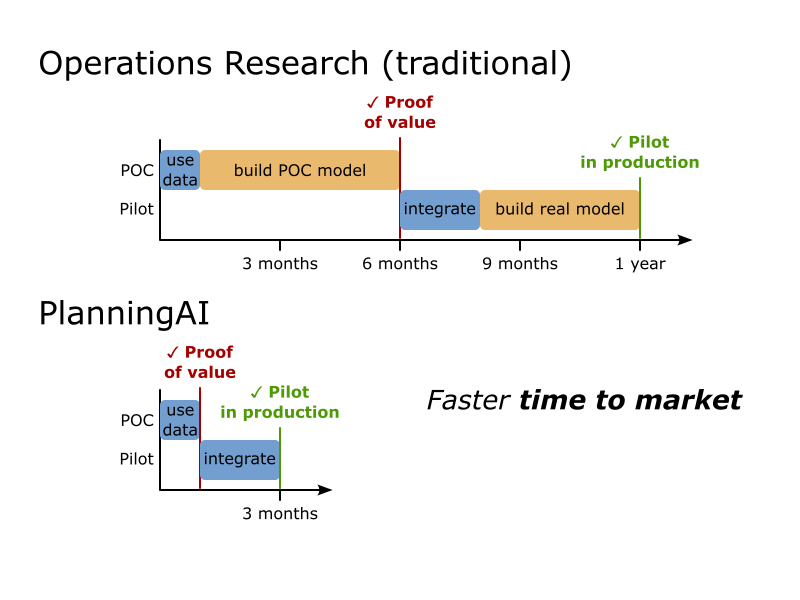 Operations Research (traditional)
✓ Proof
of value
✓ Pilot
in production
POC
use
data
build POC model
Pilot
integrate
build real model
3 months
6 months
9 months
1 year
PlanningAI
✓ Proof
of value
✓ Pilot
in production
Faster time to market
POC
use
data
Pilot
integrate
3 months